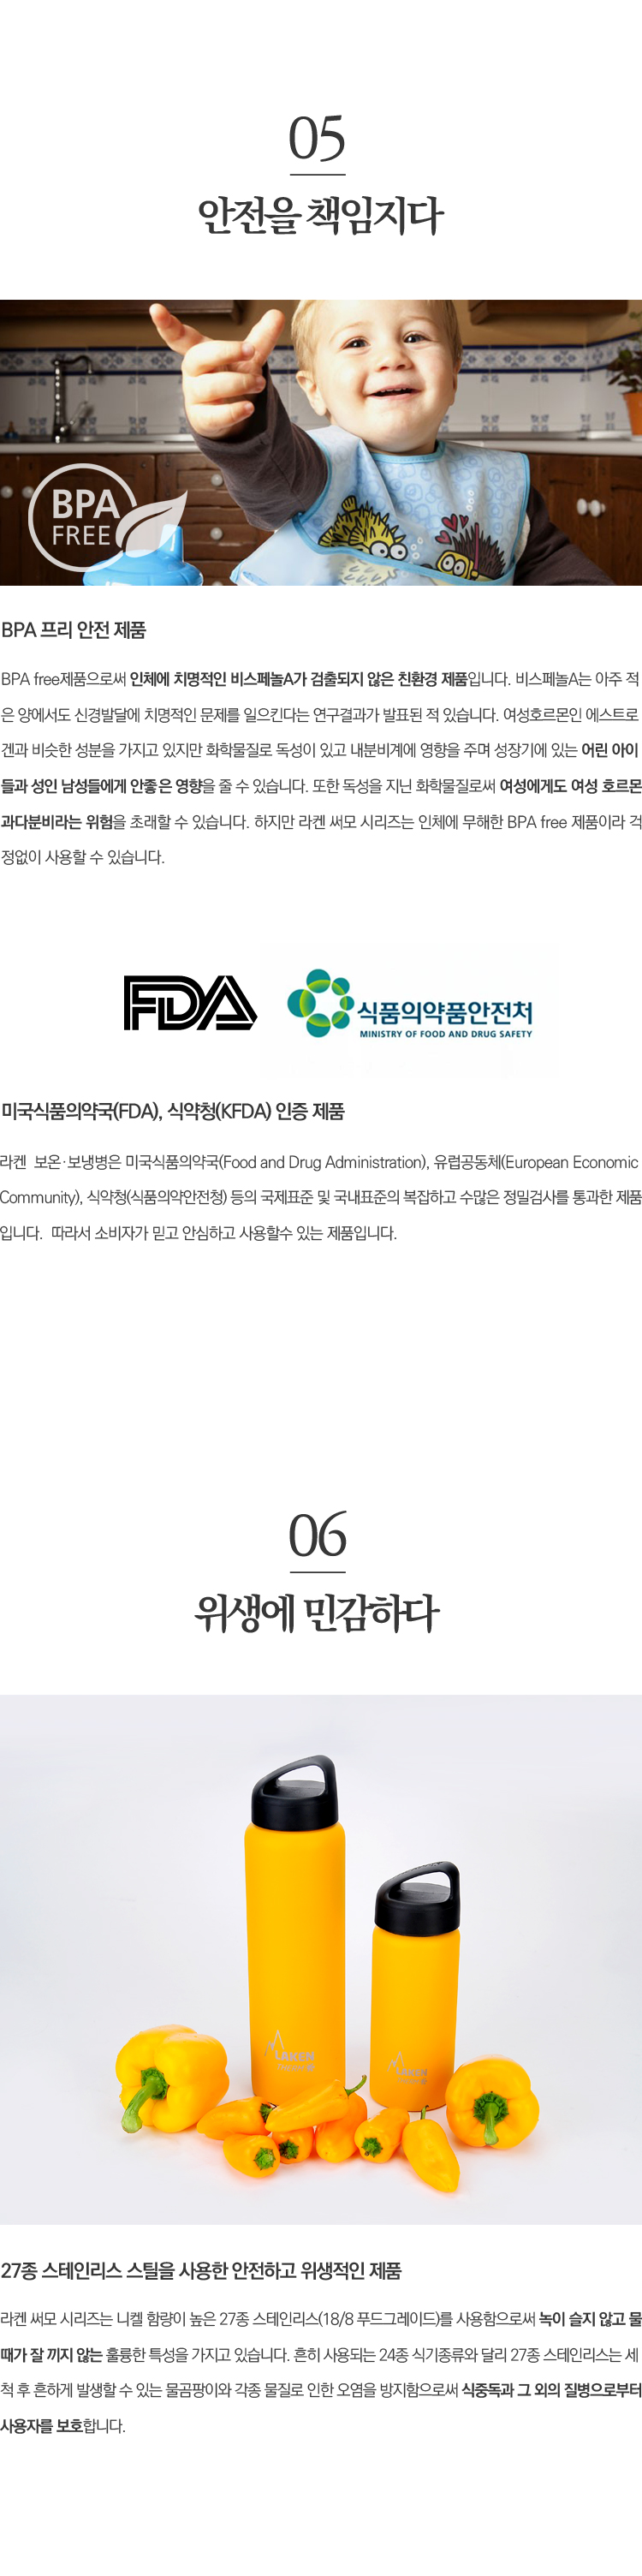 05
안전을 책임지다
BPA
FREE
BPA 프리 안전 제품
BPA free제품으로써 인체에 치명적인 비스페놀A가 검출되지 않은 친환경 제품입니다. 비스페놀A는 아주 적
은 양에서도 신경발달에 치명적인 문제를 일으킨다는 연구결과가 발표된 적 있습니다. 여성호르몬인 에스트로
겐과 비슷한 성분을 가지고 있지만 화학물질로 독성이 있고 내분비계에 영향을 주며 성장기에 있는 어린 아이
들과 성인 남성들에게 안좋은 영향을 줄 수 있습니다. 또한 독성을 지닌 화학물질로써 여성에게도 여성 호르몬
과다분비라는 위험을 초래할 수 있습니다. 하지만 라켄 써모 시리즈는 인체에 무해한 BPA free 제품이라 걱
정없이 사용할 수 있습니다.
FDA
식품의약품안전처
MINISTRY OF FOOD AND DRUG SAFETY
미국식품의약국(FDA), 식약청(KFDA) 인증 제품
라켄 보온·보냉병은 미국식품의약국(Food and Drug Administration), 유럽공동체(European Economic
Community), 식약청(식품의약안전청) 등의 국제표준 및 국내표준의 복잡하고 수많은 정밀검사를 통과한 제품
입니다. 따라서 소비자가 믿고 안심하고 사용할수 있는 제품입니다.
06
위생에 민감하다
LAKEN
LAKEN
27종 스테인리스 스틸을 사용한 안전하고 위생적인 제품
라켄 써모 시리즈는 니켈 함량이 높은 27종 스테인리스(18/8 푸드그레이드)를 사용함으로써 녹이 슬지 않고 물
때가 잘 끼지 않는 훌륭한 특성을 가지고 있습니다. 흔히 사용되는 24종 식기종류와 달리 27종 스테인리스는 세
척 후 흔하게 발생할 수 있는 물곰팡이와 각종 물질로 인한 오염을 방지함으로써 식중독과 그 외의 질병으로부터
사용자를 보호합니다.